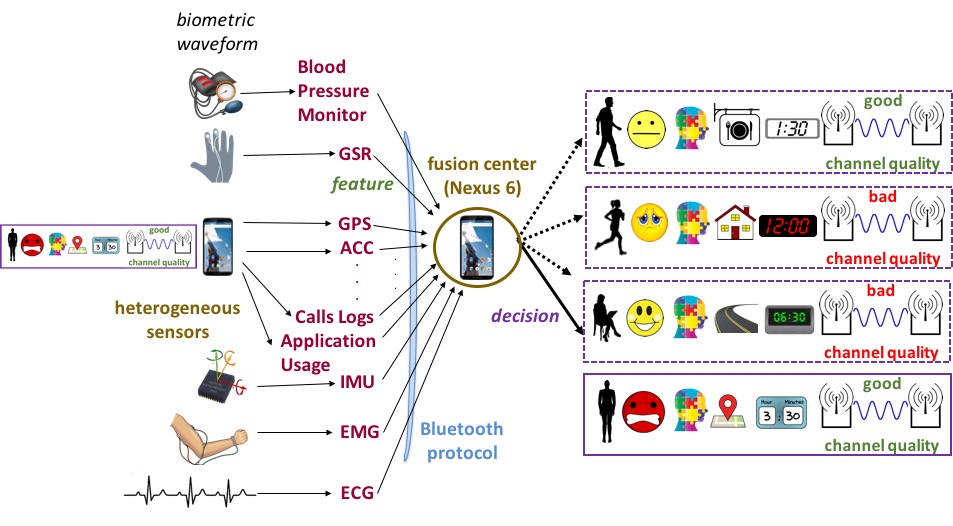 biometric
waveform
Blood
Pressure
Monitor
GSR
feature
GPS
ACC
good
channel quality
heterogeneous
sensors
Calls Logs
Application
Usage
IMU
EMG
ECG
Bluetooth
protocol
fusion center
(Nexus 6)
decision
1:30
good
channel quality
12:00
bad
channel quality
06:30
bad
channel quality
Hour Minutes
3 : 30
good
channel quality